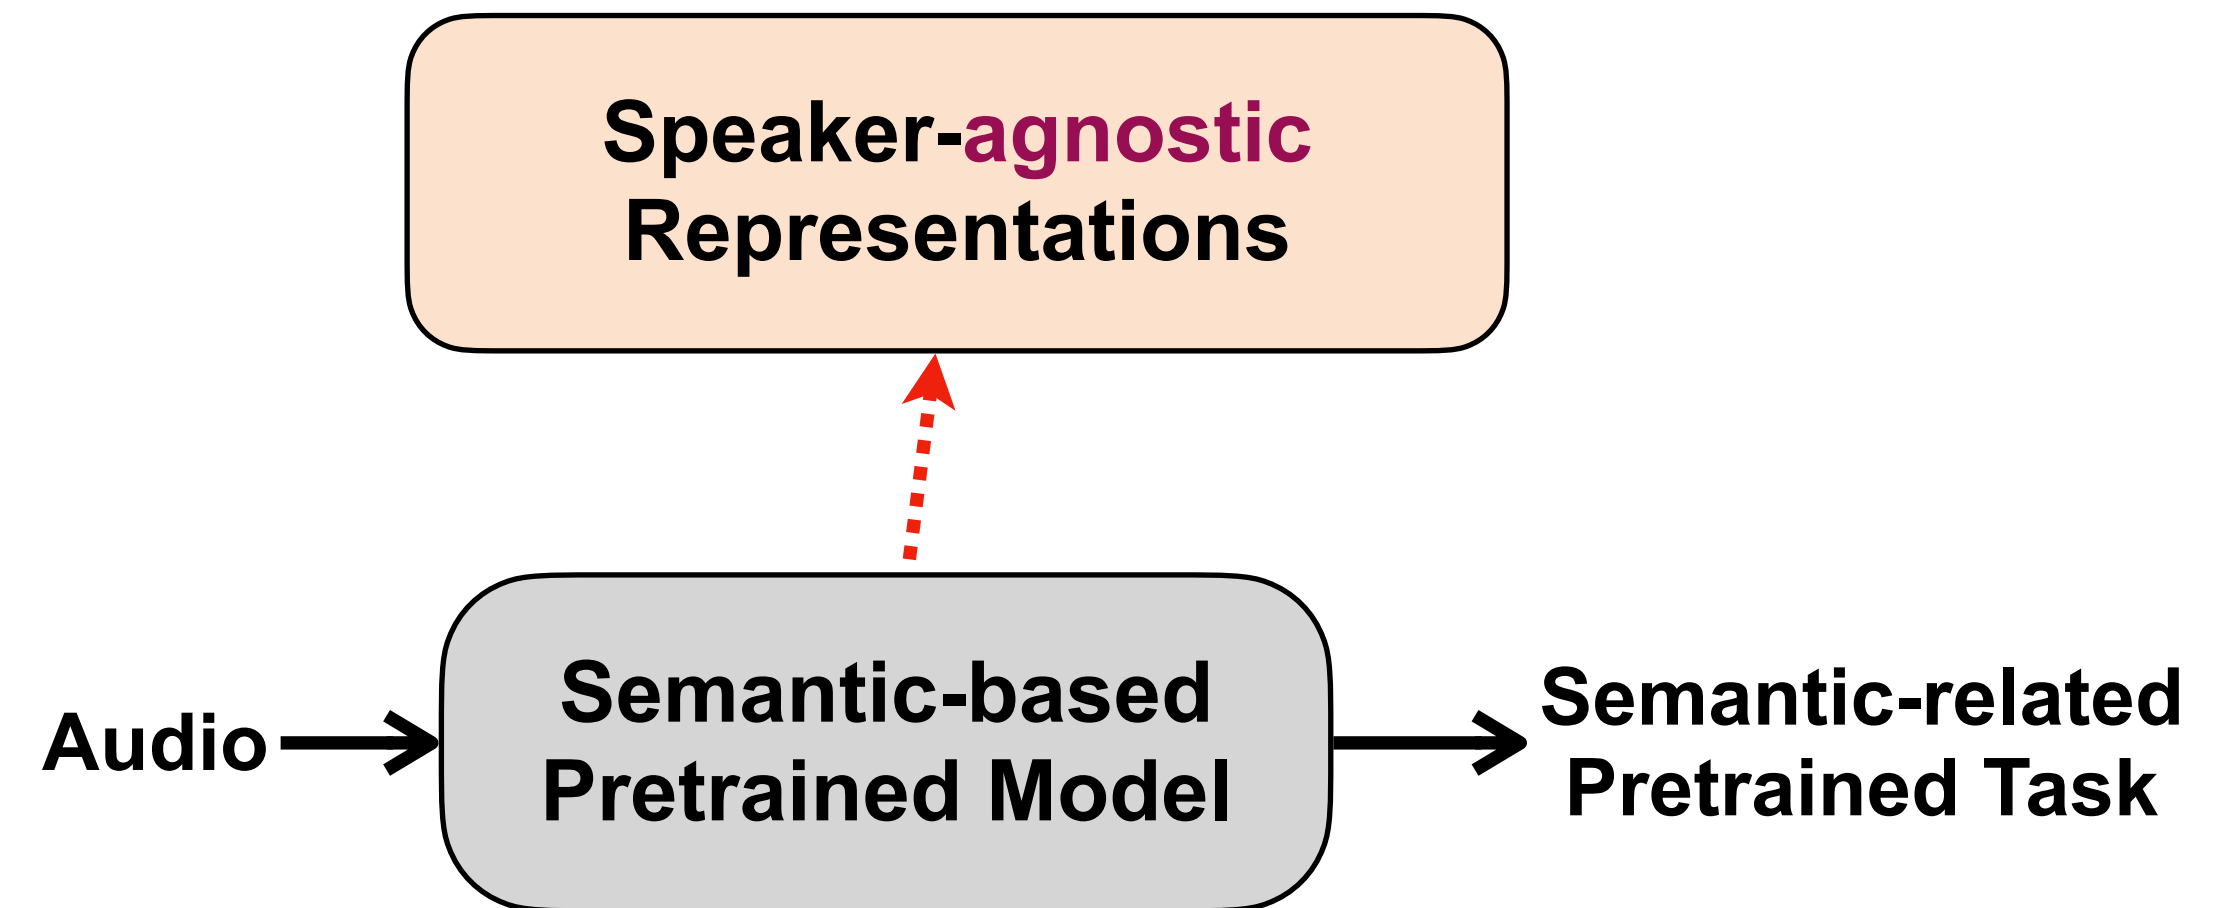 Speaker-agnostic
Representations
Audio
Semantic-based
Pretrained Model
Semantic-related
Pretrained Task